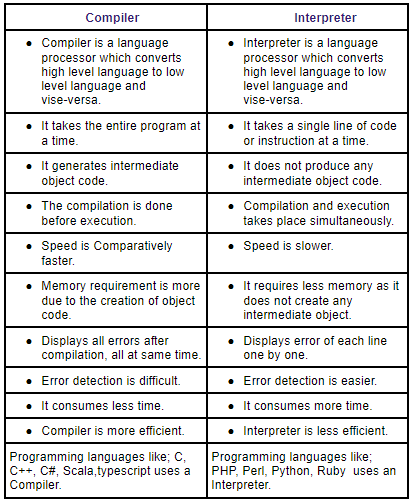 Compiler
Interpreter
● Compiler is a language
processor which converts
high level language to low
level language and
vise-versa.
● Interpreter is a language
processor which converts
high level language to low
level language and
vise-versa.
● It takes the entire program at
a time.
● It takes a single line of code
or instruction at a time.
● It generates intermediate
object code.
● It does not produce any
intermediate object code.
● The compilation is done
before execution.
● Compilation and execution
takes place simultaneously.
● Speed is Comparatively
faster.
● Speed is slower.
● Memory requirement is more
due to the creation of object
code.
● It requires less memory as it
does not create any
intermediate object.
● Displays all errors after
compilation, all at same time.
● Displays error of each line
one by one.
● Error detection is difficult.
● Error detection is easier.
● It consumes less time.
● It consumes more time.
● Compiler is more efficient.
● Interpreter is less efficient.
Programming languages like; C,
C++, C#, Scala,typescript uses a
Compiler.
Programming languages like;
PHP, Perl, Python, Ruby uses an
Interpreter.